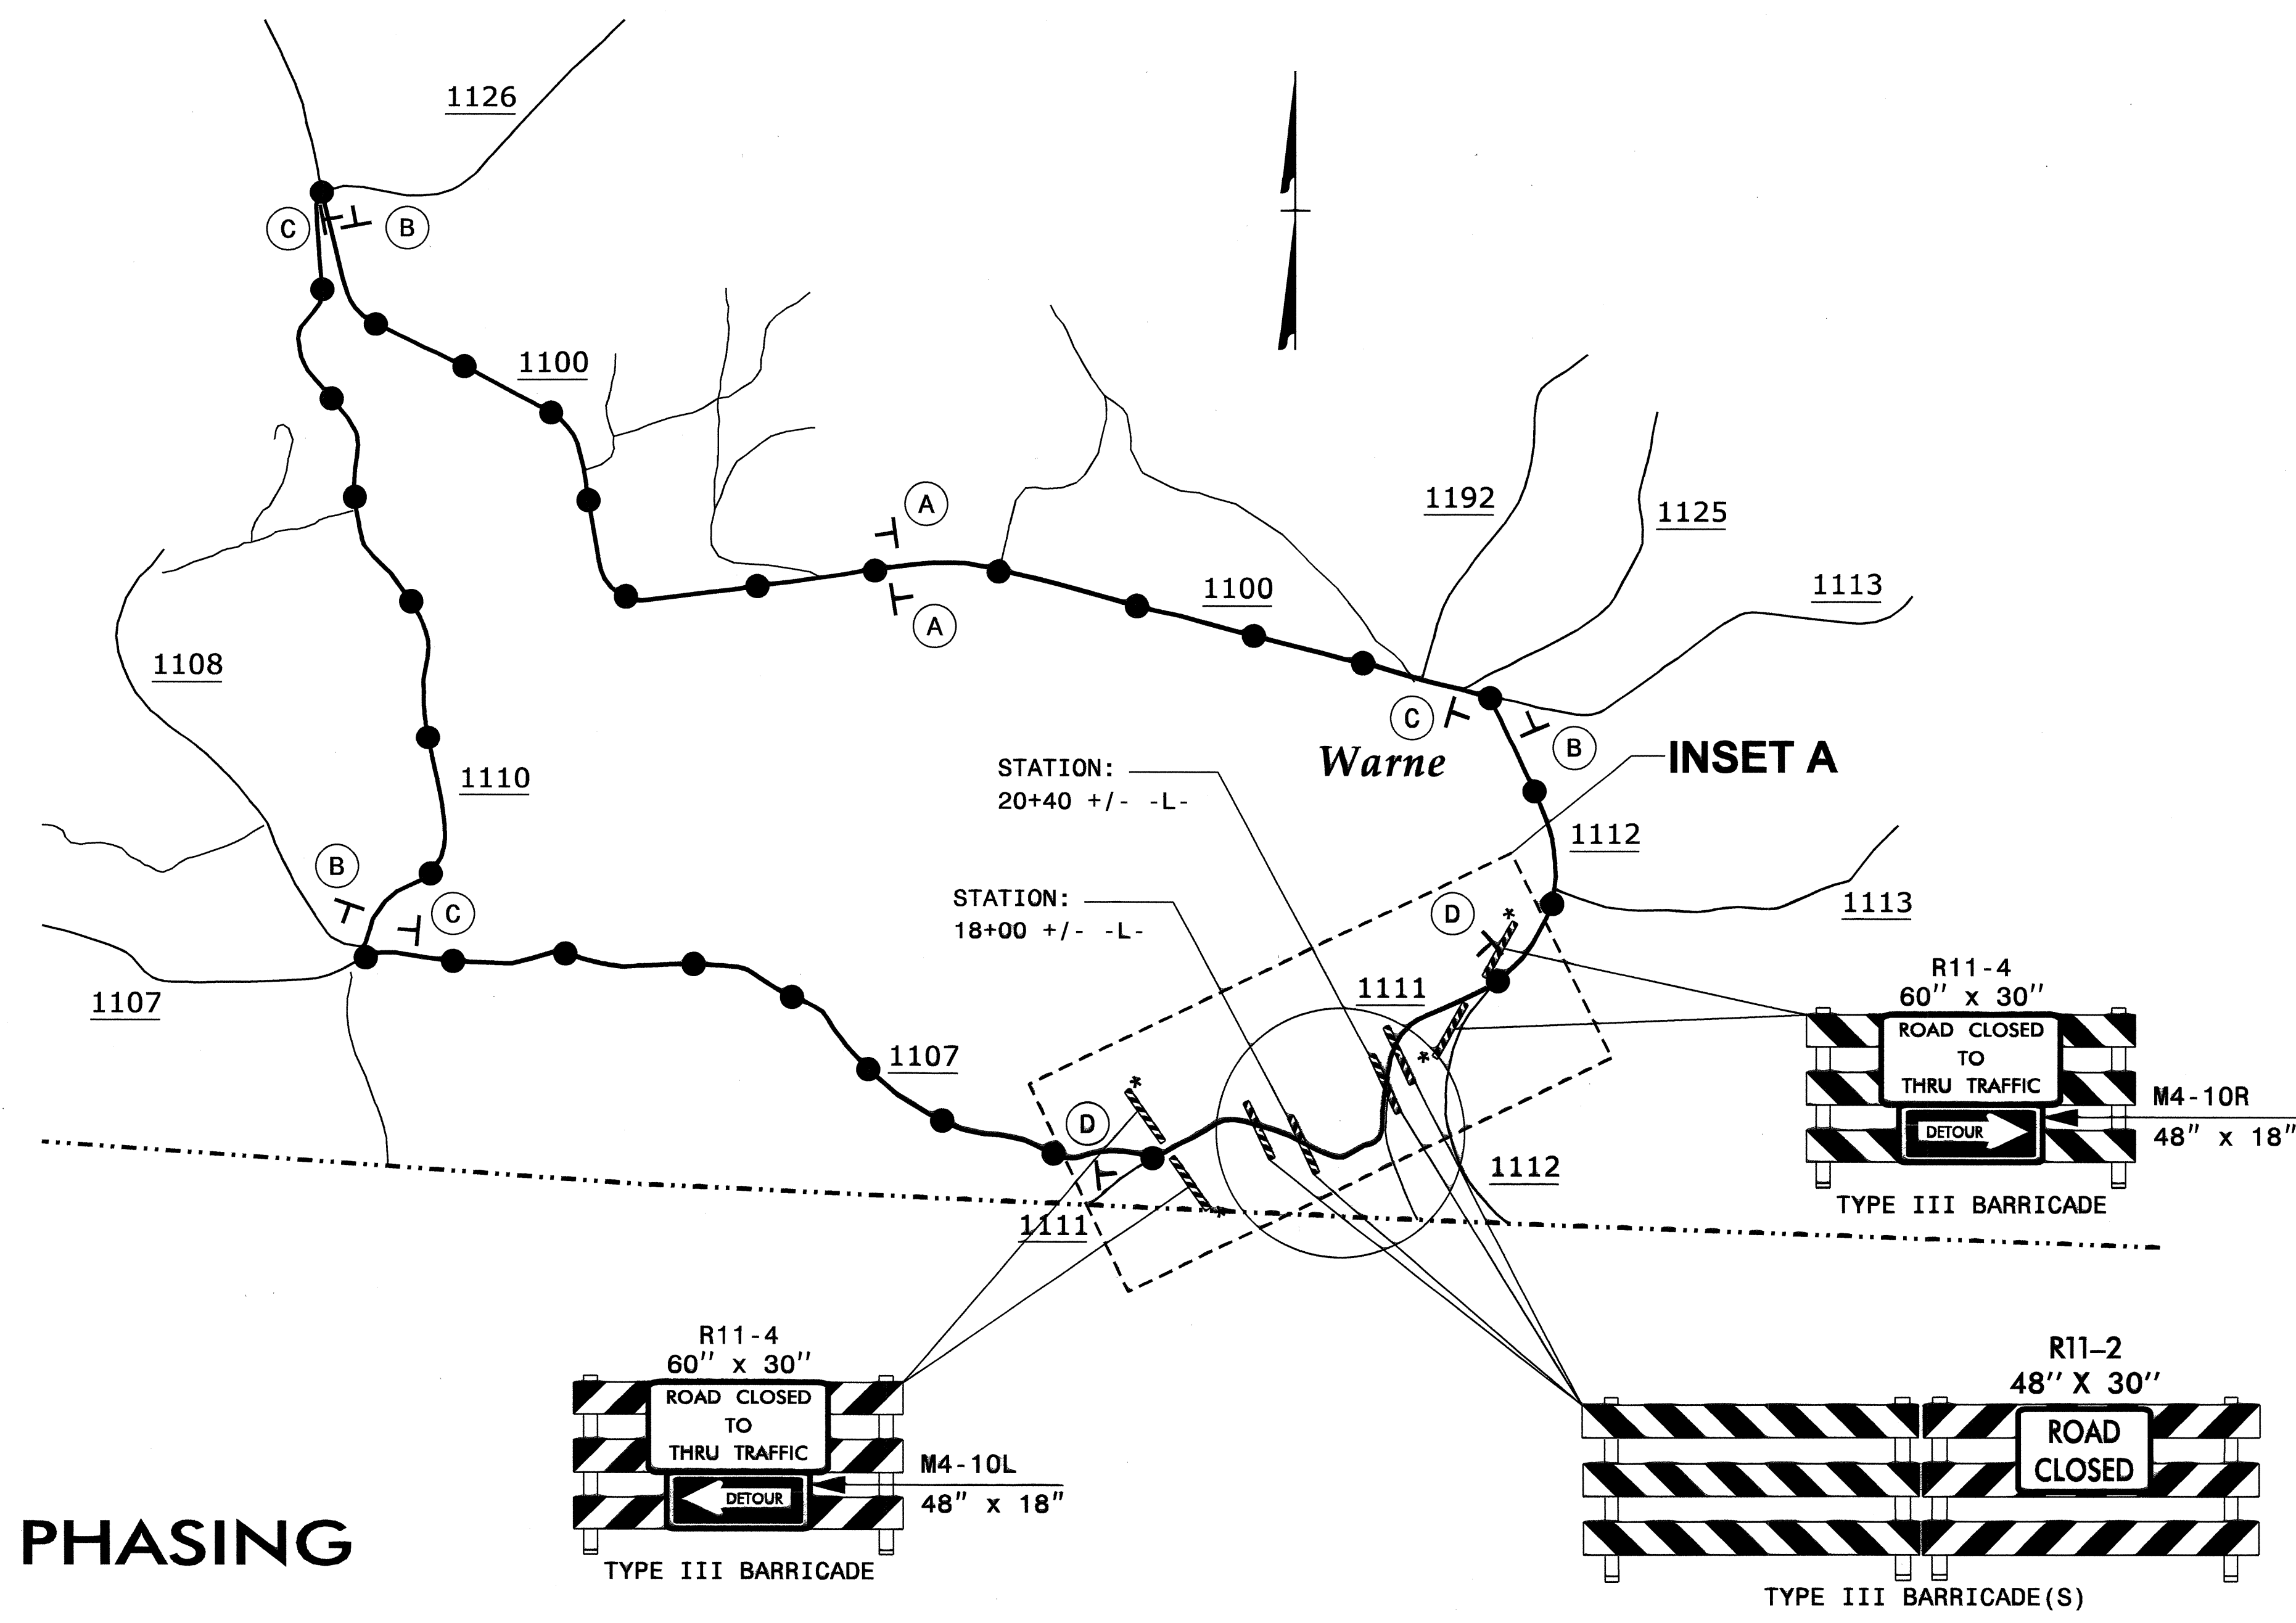 1126
C
B
1100
A
A
1192
1125
1100
1113
1108
C
B
Warne
INSET A
STATION:
20+40 +/- -L-
1110
1112
B
C
STATION:
18+00 +/- -L-
D
*
1113
1107
1111
R11-4
60" x 30"
ROAD CLOSED
TO
THRU TRAFFIC
DETOUR
M4-10R
48" x 18"
TYPE III BARRICADE
1107
*
*
D
1112
1111
*
R11-4
60" x 30"
ROAD CLOSED
TO
THRU TRAFFIC
DETOUR
M4-10L
48" x 18"
TYPE III BARRICADE
R11-2
48" X 30"
ROAD
CLOSED
TYPE III BARRICADE(S)
PHASING